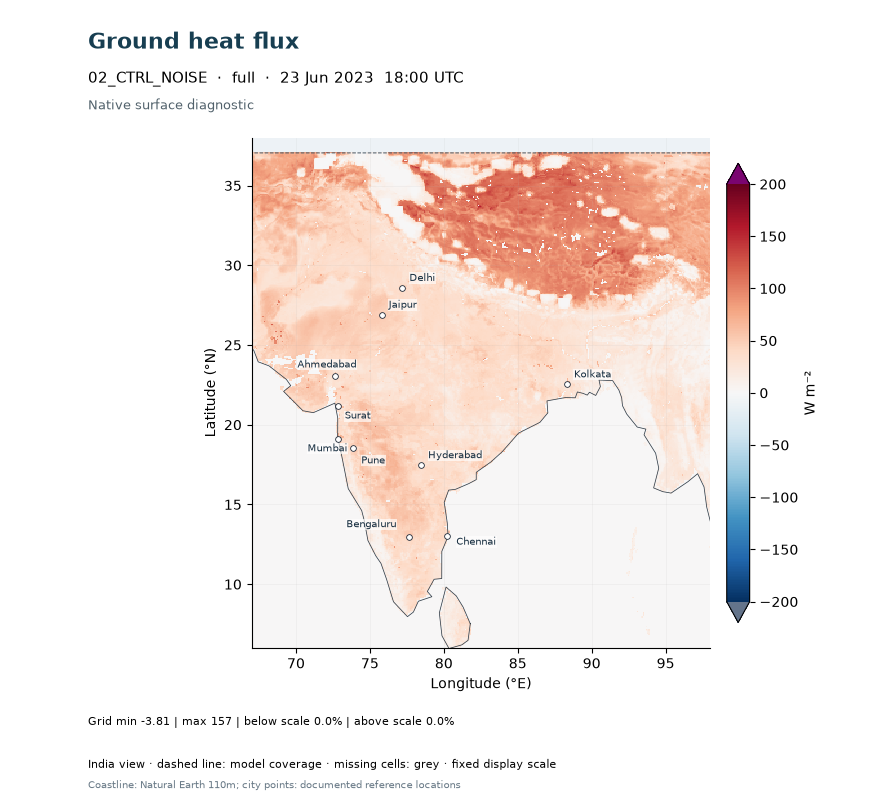 Ground heat flux
02_CTRL_NOISE · full · 23 Jun 2023 18:00 UTC
Native surface diagnostic
35
30
25
20
15
10
Latitude (°N)
Delhi
Jaipur
Ahmedabad
Kolkata
Surat
Mumbai
Pune
Hyderabad
Bengaluru
Chennai
70 75 80 85 90 95
Longitude (°E)
200
150
100
50
0
−50
−100
−150
−200
W m⁻²
Grid min -3.81 | max 157 | below scale 0.0% | above scale 0.0%
India view · dashed line: model coverage · missing cells: grey · fixed display scale
Coastline: Natural Earth 110m; city points: documented reference locations